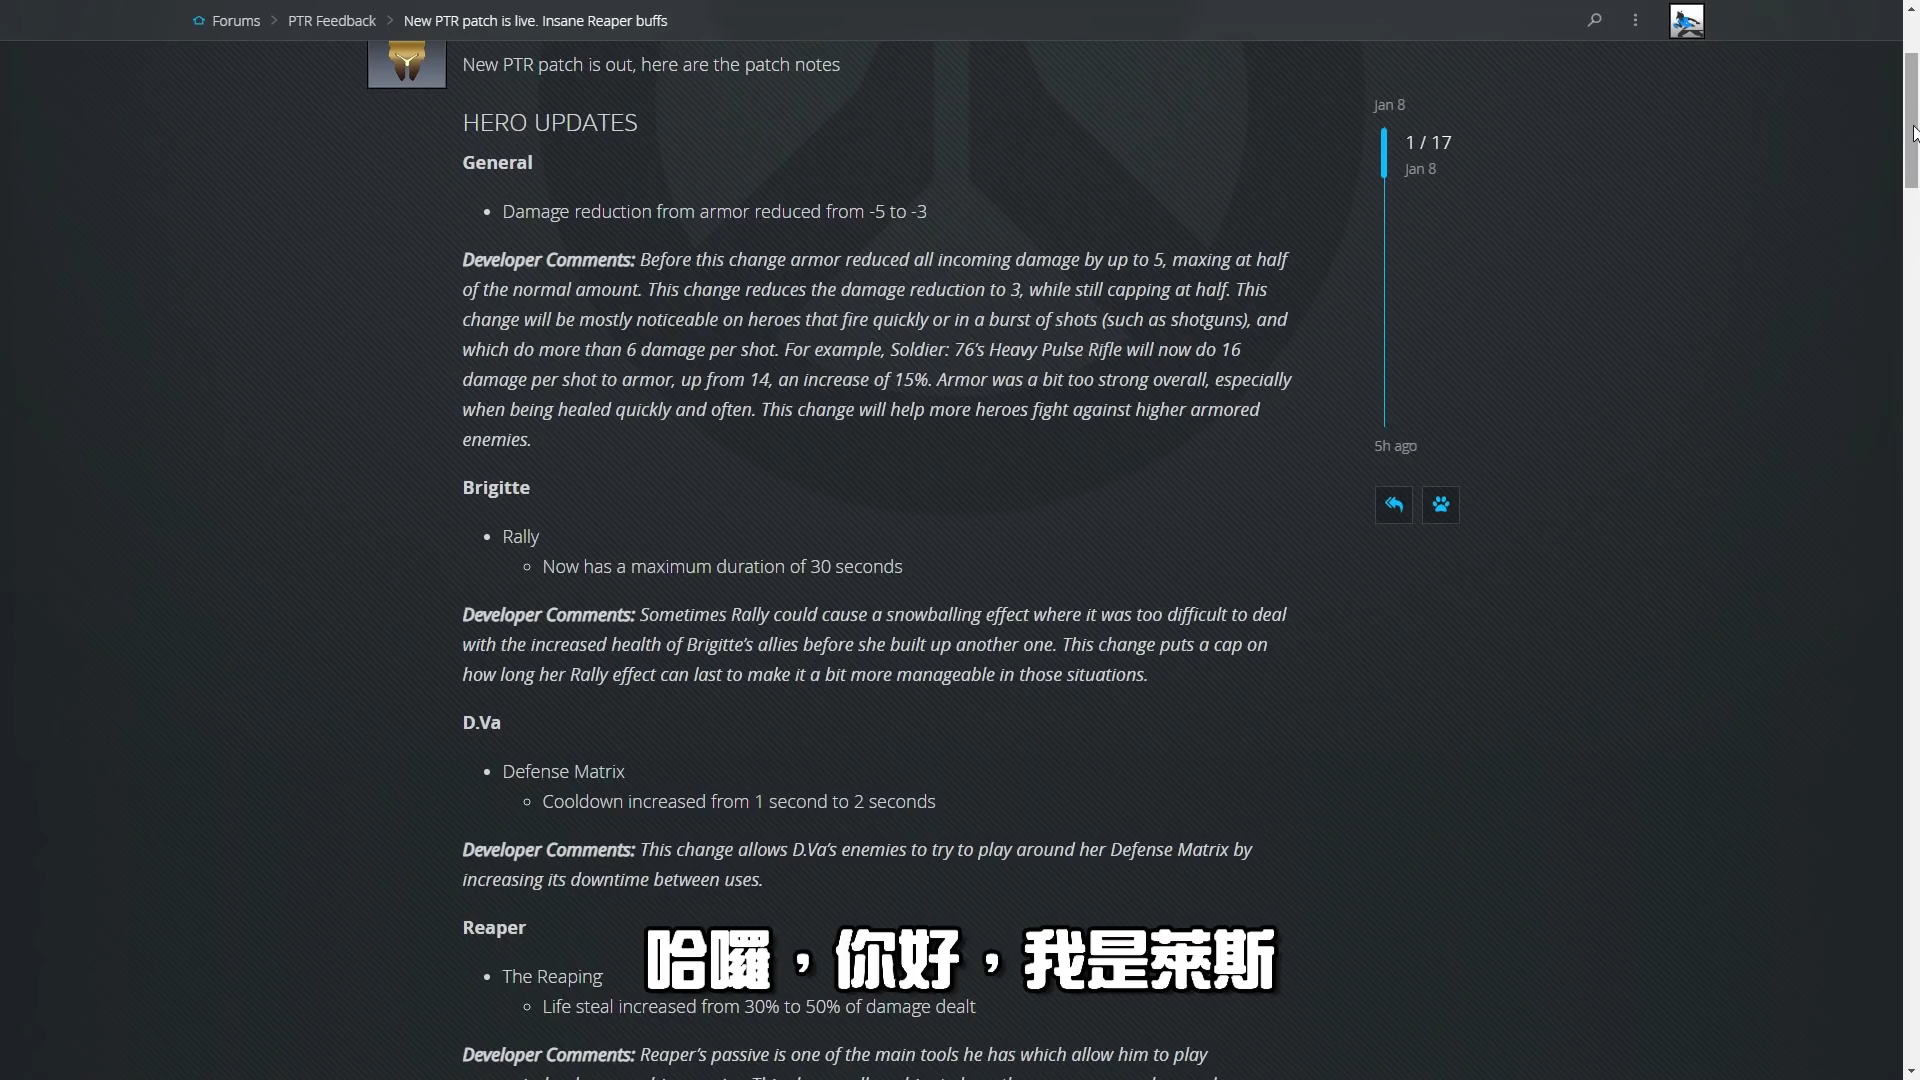 Forums
PTR Feedback
New PTR patch is live. Insane Reaper buffs
New PTR patch is out, here are the patch notes
HERO UPDATES
General
• Damage reduction from armor reduced from -5 to -3
Developer Comments: Before this change armor reduced all incoming damage by up to 5, maxing at half
of the normal amount. This change reduces the damage reduction to 3, while still capping at half. This
change will be mostly noticeable on heroes that fire quickly or in a burst of shots (such as shotguns), and
which do more than 6 damage per shot. For example, Soldier: 76’s Heavy Pulse Rifle will now do 16
damage per shot to armor, up from 14, an increase of 15%. Armor was a bit too strong overall, especially
when being healed quickly and often. This change will help more heroes fight against higher armored
enemies.
Brigitte
• Rally
◦ Now has a maximum duration of 30 seconds
Developer Comments: Sometimes Rally could cause a snowballing effect where it was too difficult to deal
with the increased health of Brigitte’s allies before she built up another one. This change puts a cap on
how long her Rally effect can last to make it a bit more manageable in those situations.
D.Va
• Defense Matrix
◦ Cooldown increased from 1 second to 2 seconds
Developer Comments: This change allows D.Va’s enemies to try to play around her Defense Matrix by
increasing its downtime between uses.
Reaper
• The Reaping
◦ Life steal increased from 30% to 50% of damage dealt
Developer Comments: Reaper’s passive is one of the main tools he has which allow him to play
Jan 8
1 / 17
Jan 8
5h ago
哈囉，你好，我是萊斯